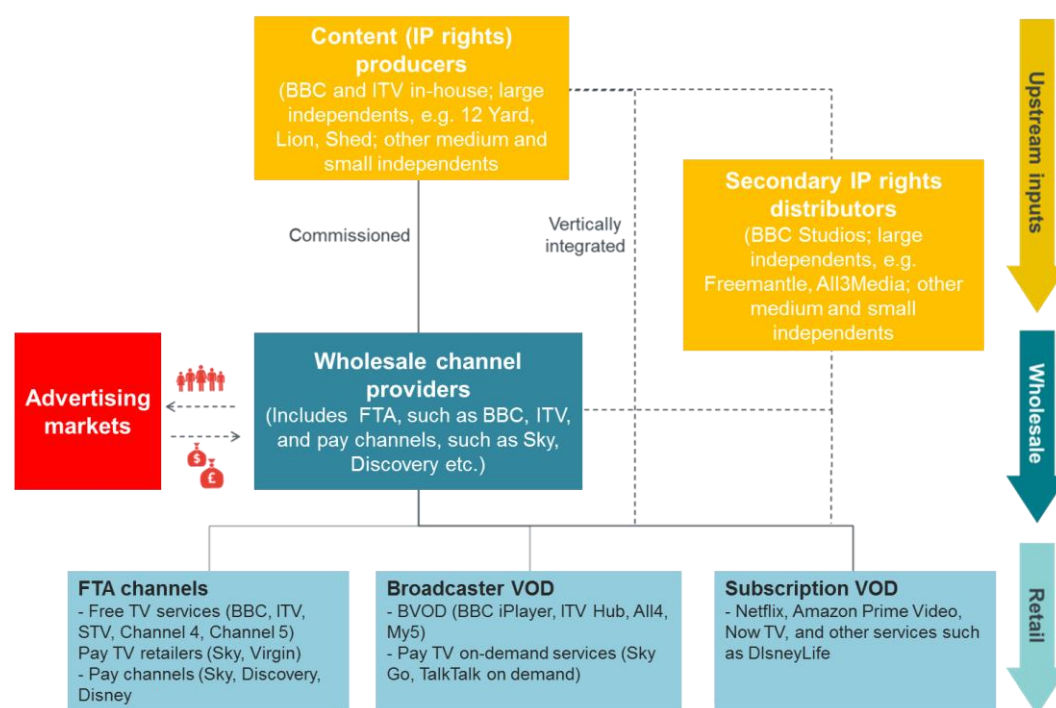 Content (IP rights)
producers
(BBC and ITV in-house; large
independents, e.g. 12 Yard,
Lion, Shed; other medium and
small independents
Upstream inputs
Secondary IP rights
distributors
(BBC Studios; large
independents, e.g.
Freemantle, All3Media; other
medium and small
independents
Commissioned
Vertically
integrated
Advertising
markets
$
£
Wholesale channel
providers
(Includes FTA, such as BBC, ITV,
and pay channels, such as Sky,
Discovery etc.)
Wholesale
FTA channels
- Free TV services (BBC, ITV,
STV, Channel 4, Channel 5)
Pay TV retailers (Sky, Virgin)
- Pay channels (Sky, Discovery,
Disney
Broadcaster VOD
- BVOD (BBC iPlayer, ITV Hub, All4,
My5)
- Pay TV on-demand services (Sky
Go, TalkTalk on demand)
Subscription VOD
- Netflix, Amazon Prime Video,
Now TV, and other services such
as DIsneyLife
Retail